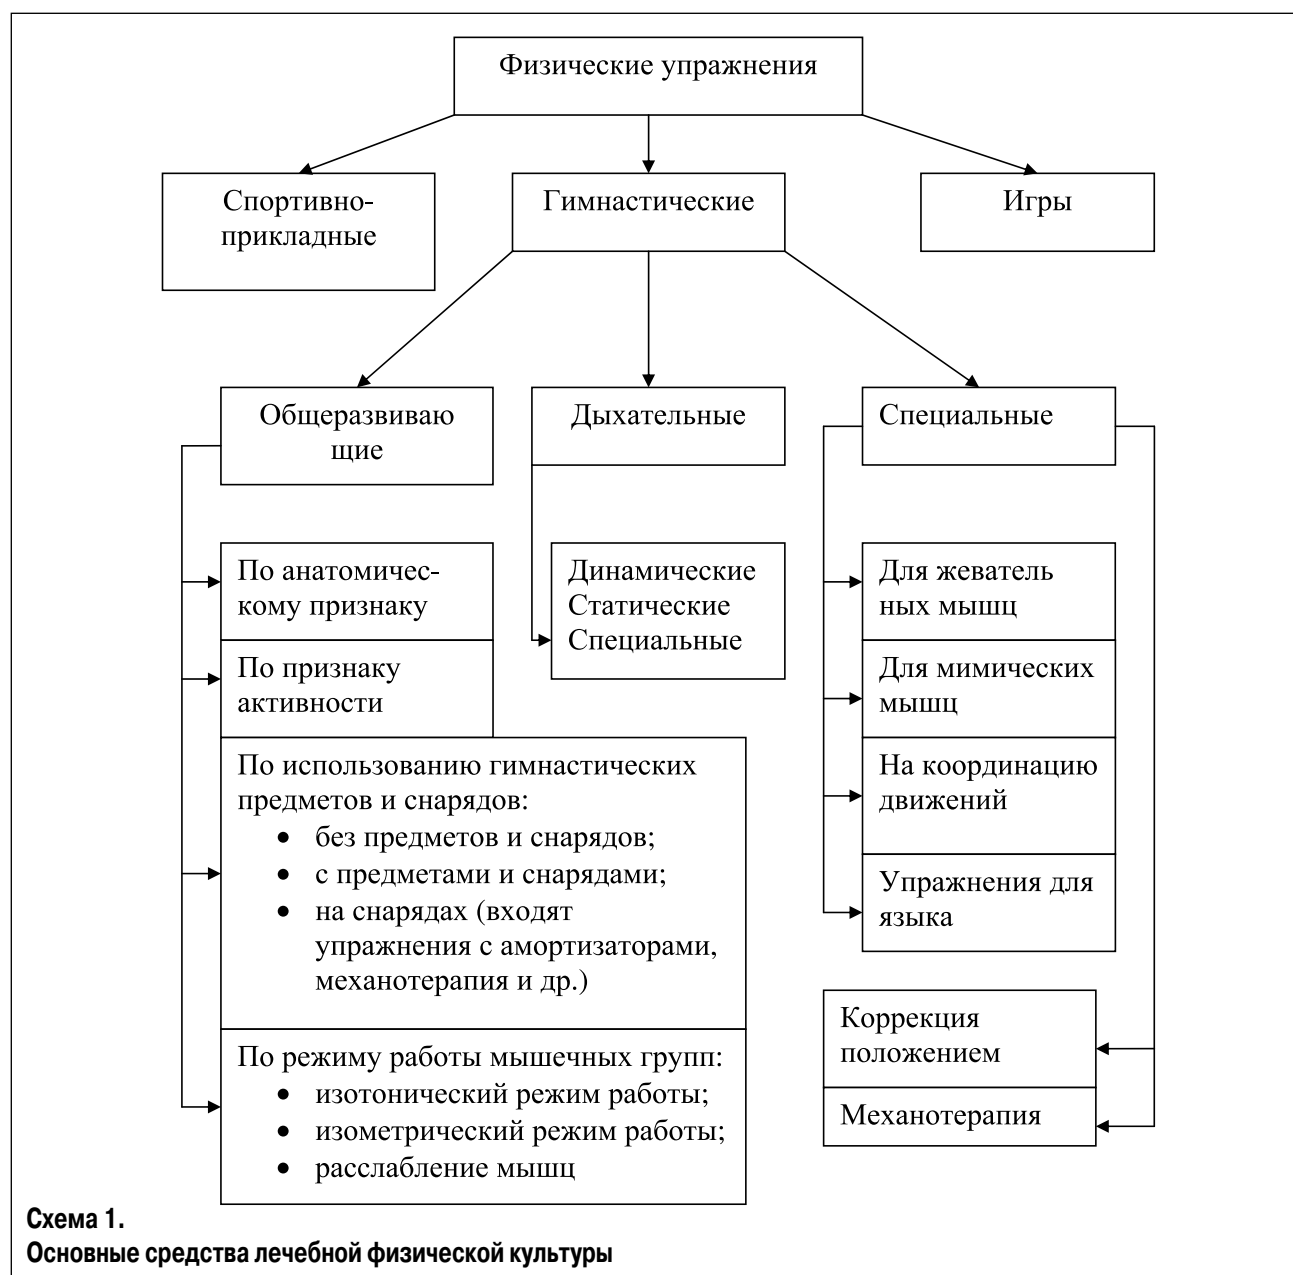 Физические упражнения
Спортивно-
прикладные
Гимнастические
Игры
Общеразвиваю
щие
Дыхательные
Специальные
По анатомичес-
кому признаку
По признаку
активности
По использованию гимнастических
предметов и снарядов:
• без предметов и снарядов;
• с предметами и снарядами;
• на снарядах (входят
упражнения с амортизаторами,
механотерапия и др.)
По режиму работы мышечных групп:
• изотонический режим работы;
• изометрический режим работы;
• расслабление мышц
Динамические
Статические
Специальные
Для жеватель
ных мышц
Для мимических
мышц
На координацию
движений
Упражнения для
языка
Коррекция
положением
Механотерапия
Схема 1.
Основные средства лечебной физической культуры